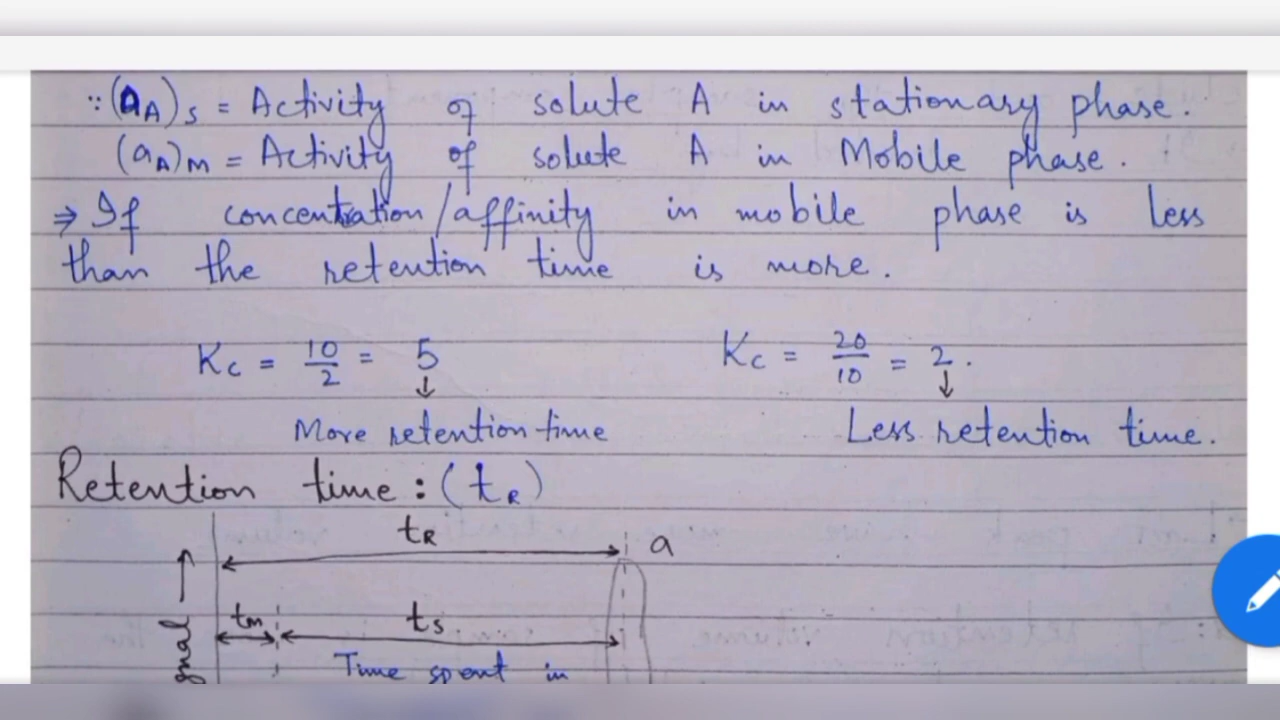 ∵ (aA)s = Activity of solute A in stationary phase.
(aA)m = Activity of solute A in Mobile phase.
⇒ If concentration/affinity in mobile phase is less
than the retention time is more.
Kc = 10/2 = 5 Kc = 20/10 = 2.
↓ ↓
More retention time Less retention time.
Retention time : (tR)
tR a
tm ts
gnal →
Time spent in